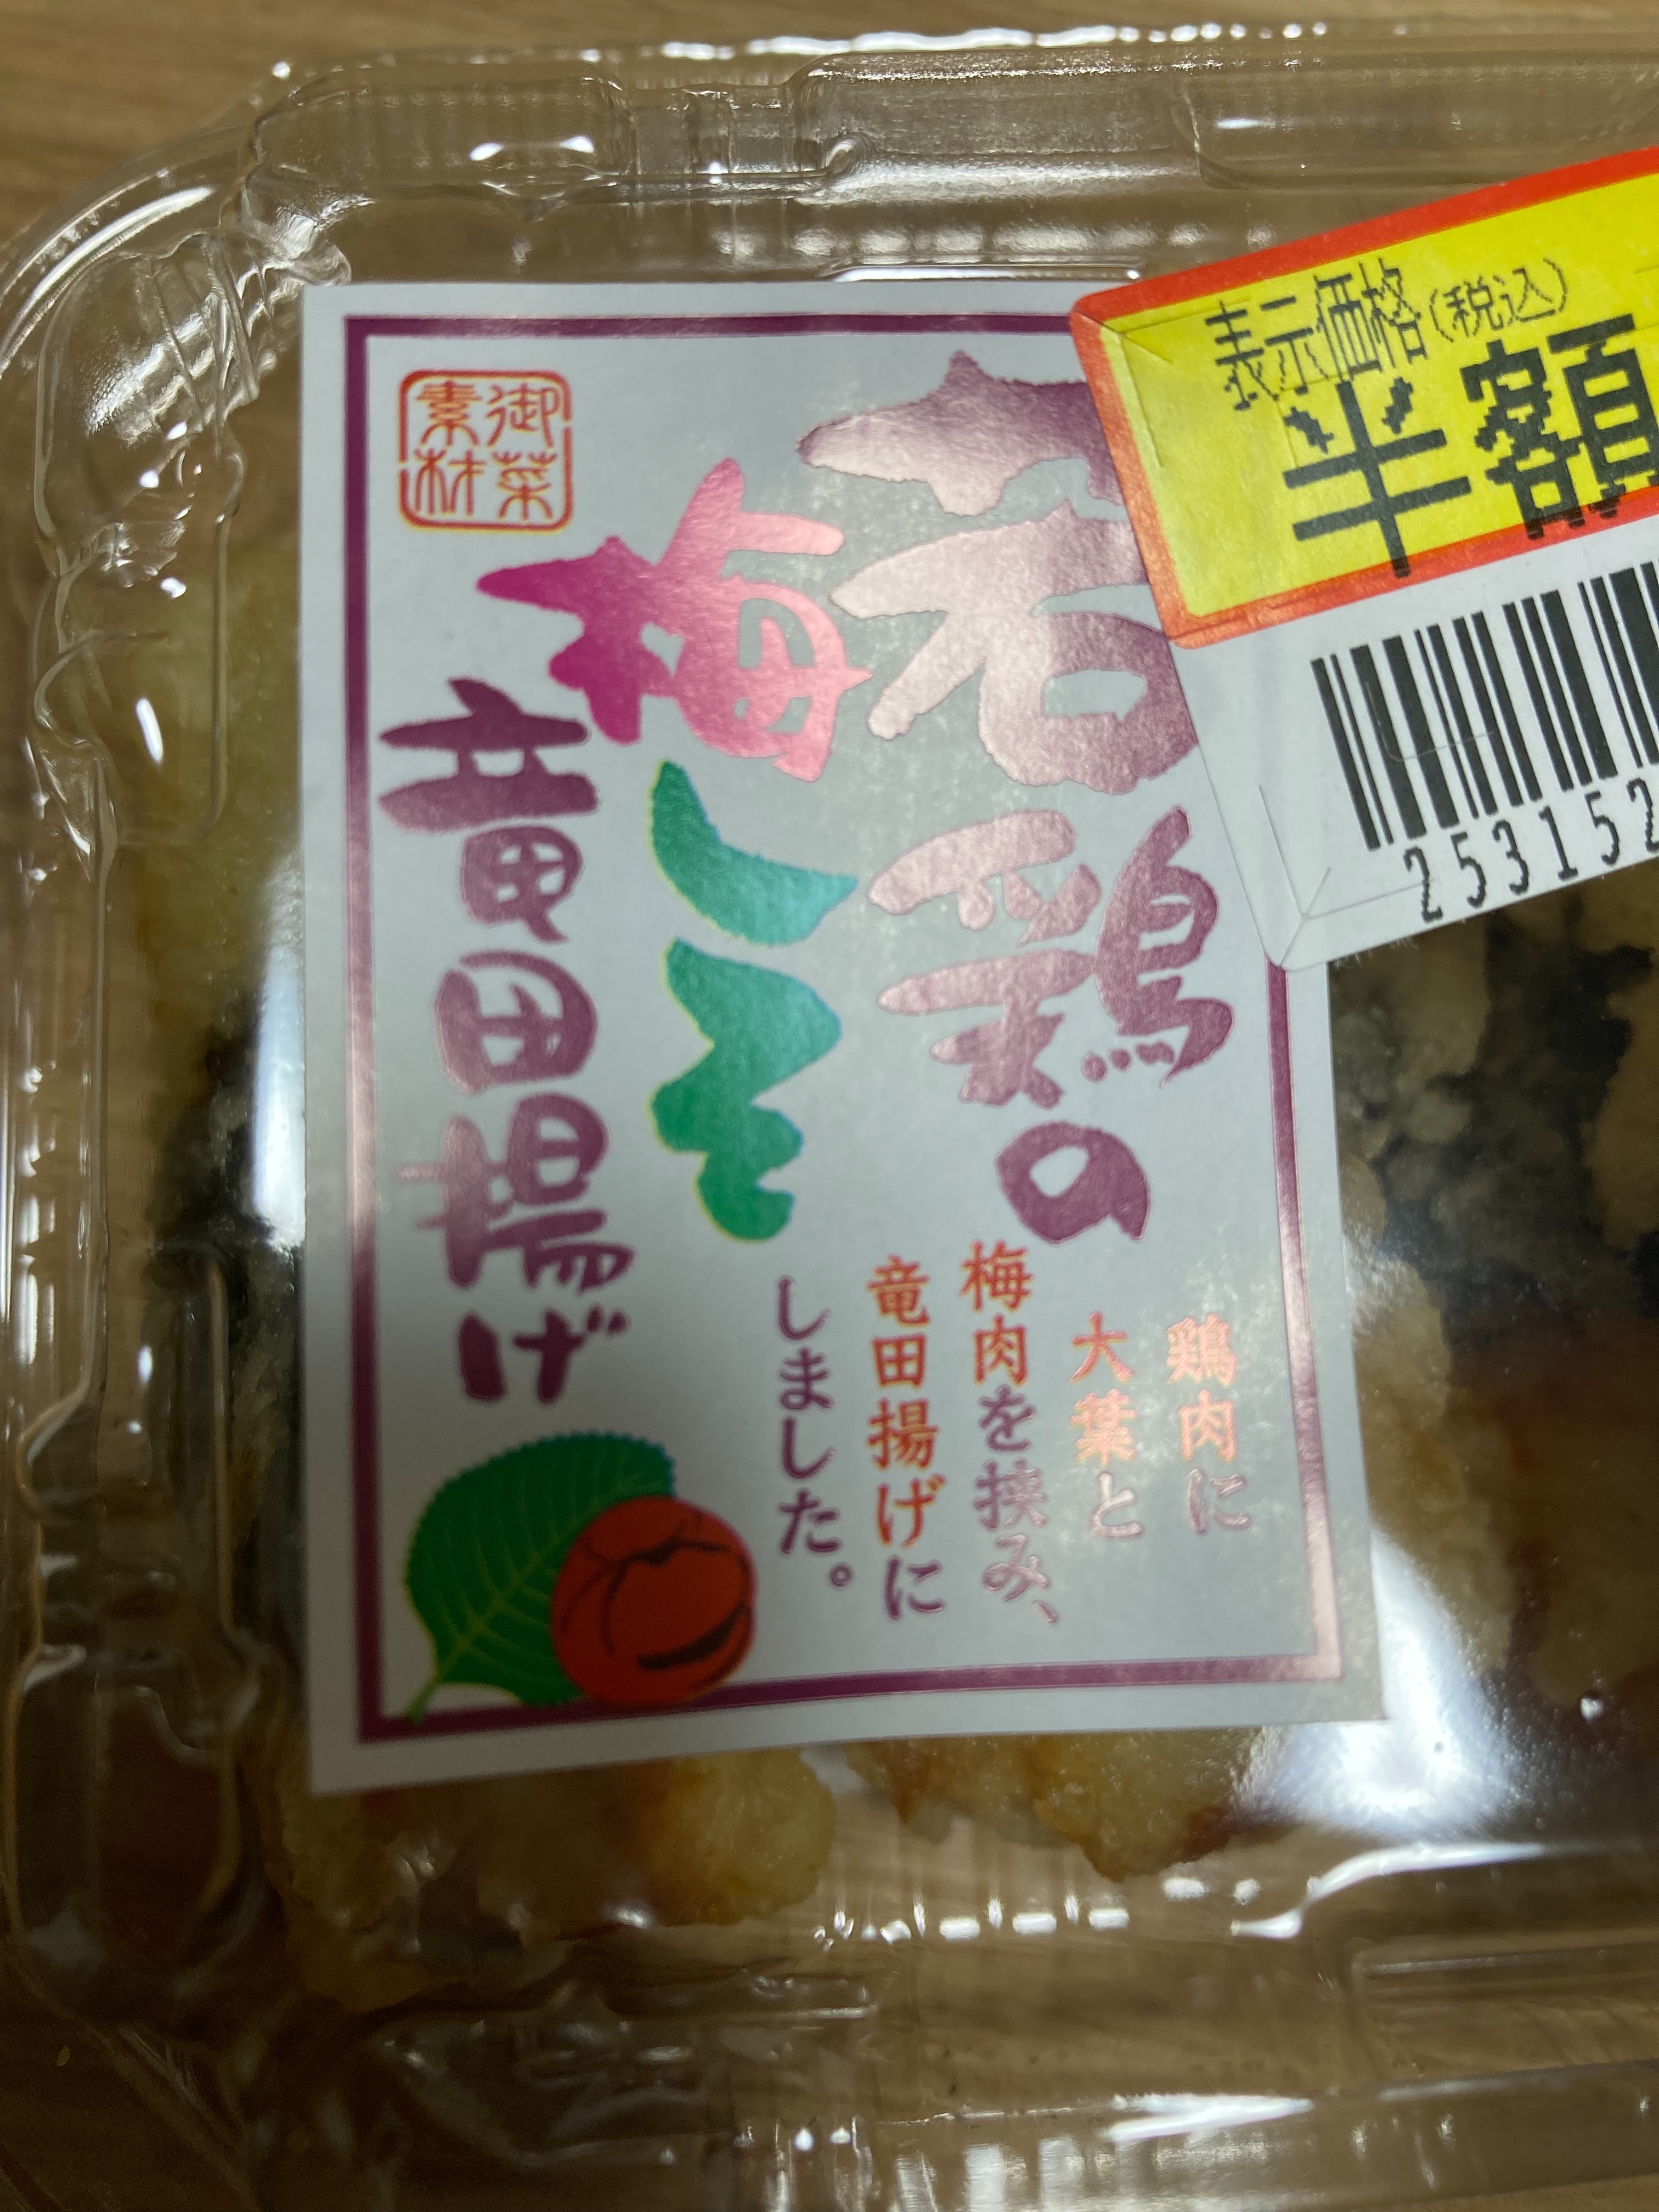 表示価格(税込)
半額
253152
御菜
素材
若鶏の
梅しそ
竜田揚げ
鶏肉に
大葉と
梅肉を挟み、
竜田揚げに
しました。